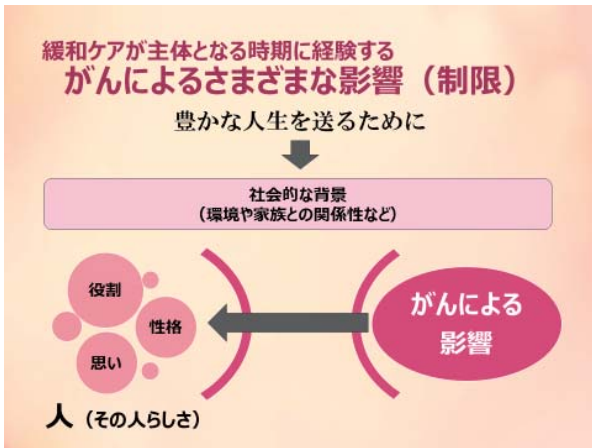 緩和ケアが主体となる時期に経験する
がんによるさまざまな影響（制限）
豊かな人生を送るために
社会的な背景
（環境や家族との関係性など）
役割
性格
思い
がんによる
影響
人（その人らしさ）